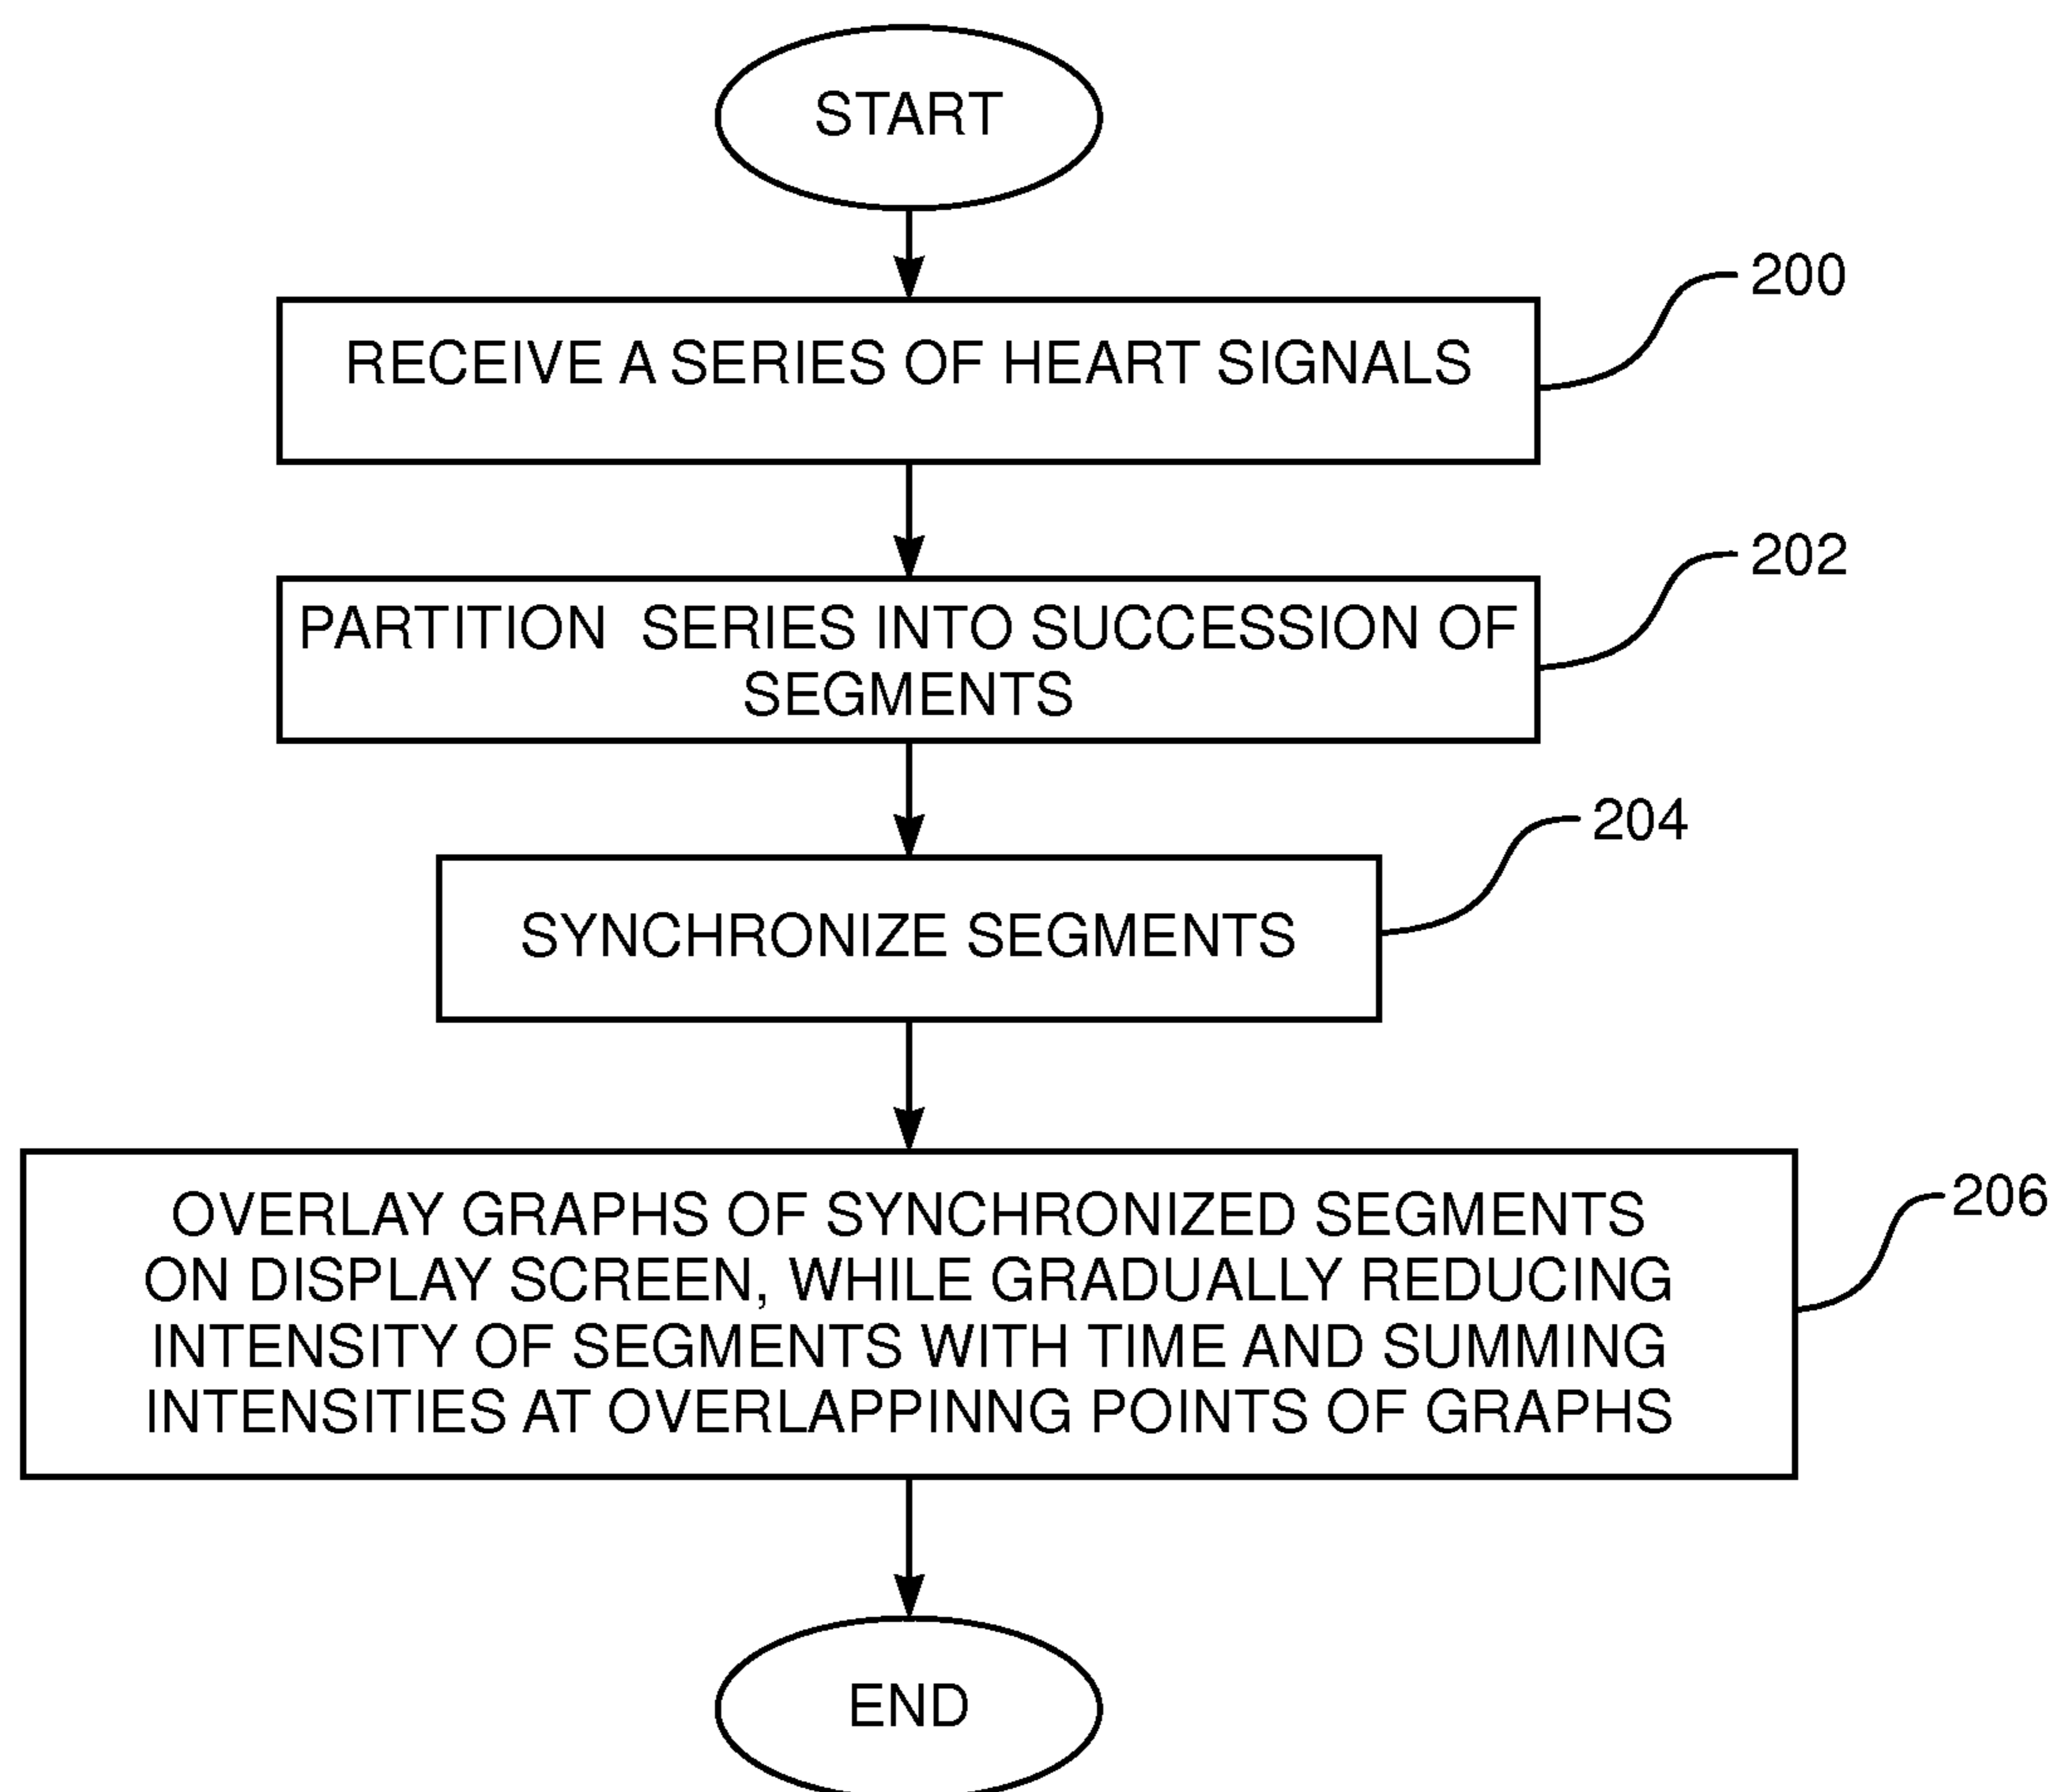 START
200
RECEIVE A SERIES OF HEART SIGNALS
202
PARTITION SERIES INTO SUCCESSION OF
SEGMENTS
204
SYNCHRONIZE SEGMENTS
206
OVERLAY GRAPHS OF SYNCHRONIZED SEGMENTS
ON DISPLAY SCREEN, WHILE GRADUALLY REDUCING
INTENSITY OF SEGMENTS WITH TIME AND SUMMING
INTENSITIES AT OVERLAPPINNG POINTS OF GRAPHS
END